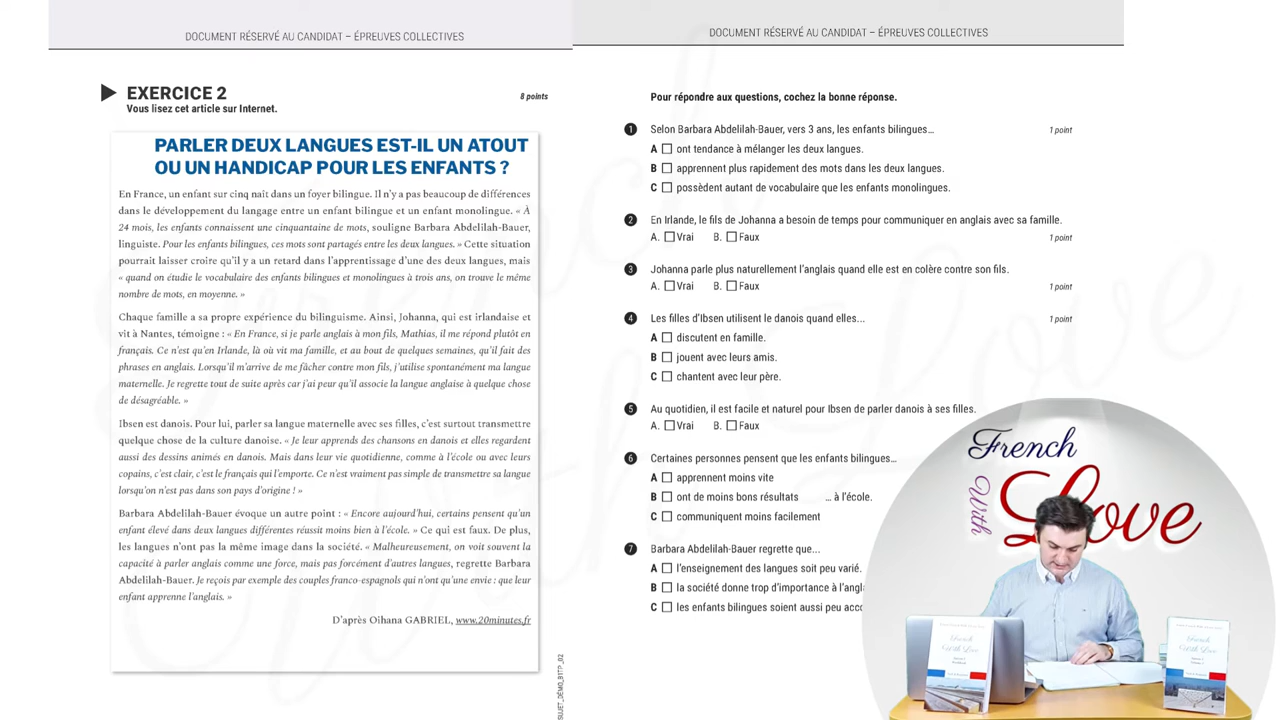 DOCUMENT RÉSERVÉ AU CANDIDAT – ÉPREUVES COLLECTIVES
EXERCICE 2
8 points
Vous lisez cet article sur Internet.
PARLER DEUX LANGUES EST-IL UN ATOUT
OU UN HANDICAP POUR LES ENFANTS ?
En France, un enfant sur cinq naît dans un foyer bilingue. Il n'y a pas beaucoup de différences
dans le développement du langage entre un enfant bilingue et un enfant monolingue. « À
24 mois, les enfants connaissent une cinquantaine de mots, souligne Barbara Abdelilah-Bauer,
linguiste. Pour les enfants bilingues, ces mots sont partagés entre les deux langues. » Cette situation
pourrait laisser croire qu'il y a un retard dans l'apprentissage d'une des deux langues, mais
« quand on étudie le vocabulaire des enfants bilingues et monolingues à trois ans, on trouve le même
nombre de mots, en moyenne. »
Chaque famille a sa propre expérience du bilinguisme. Ainsi, Johanna, qui est irlandaise et
vit à Nantes, témoigne : « En France, si je parle anglais à mon fils, Mathias, il me répond plutôt en
français. Ce n'est qu'en Irlande, là où vit ma famille, et au bout de quelques semaines, qu'il fait des
phrases en anglais. Lorsqu'il m'arrive de me fâcher contre mon fils, j'utilise spontanément ma langue
maternelle. Je regrette tout de suite après car j'ai peur qu'il associe la langue anglaise à quelque chose
de désagréable. »
Ibsen est danois. Pour lui, parler sa langue maternelle avec ses filles, c'est surtout transmettre
quelque chose de la culture danoise. « Je leur apprends des chansons en danois et elles regardent
aussi des dessins animés en danois. Mais dans leur vie quotidienne, comme à l'école ou avec leurs
copains, c'est clair, c'est le français qui l'emporte. Ce n'est vraiment pas simple de transmettre sa langue
lorsqu'on n'est pas dans son pays d'origine ! »
Barbara Abdelilah-Bauer évoque un autre point : « Encore aujourd'hui, certains pensent qu'un
enfant élevé dans deux langues différentes réussit moins bien à l'école. » Ce qui est faux. De plus,
les langues n'ont pas la même image dans la société. « Malheureusement, on voit souvent la
capacité à parler anglais comme une force, mais pas forcément d'autres langues, regrette Barbara
Abdelilah-Bauer. Je reçois par exemple des couples franco-espagnols qui n'ont qu'une envie : que leur
enfant apprenne l'anglais. »
D'après Oihana GABRIEL, www.20minutes.fr
SUJET_DÉMO_B1TP_02
DOCUMENT RÉSERVÉ AU CANDIDAT – ÉPREUVES COLLECTIVES
Pour répondre aux questions, cochez la bonne réponse.
1 Selon Barbara Abdelilah-Bauer, vers 3 ans, les enfants bilingues… 1 point
A ont tendance à mélanger les deux langues.
B apprennent plus rapidement des mots dans les deux langues.
C possèdent autant de vocabulaire que les enfants monolingues.
2 En Irlande, le fils de Johanna a besoin de temps pour communiquer en anglais avec sa famille.
A. Vrai B. Faux 1 point
3 Johanna parle plus naturellement l'anglais quand elle est en colère contre son fils.
A. Vrai B. Faux 1 point
4 Les filles d'Ibsen utilisent le danois quand elles... 1 point
A discutent en famille.
B jouent avec leurs amis.
C chantent avec leur père.
5 Au quotidien, il est facile et naturel pour Ibsen de parler danois à ses filles.
A. Vrai B. Faux
6 Certaines personnes pensent que les enfants bilingues…
A apprennent moins vite
B ont de moins bons résultats … à l'école.
C communiquent moins facilement
7 Barbara Abdelilah-Bauer regrette que...
A l'enseignement des langues soit peu varié.
B la société donne trop d'importance à l'angl
C les enfants bilingues soient aussi peu acc
French
With
Love
French
With Love
French
With Love